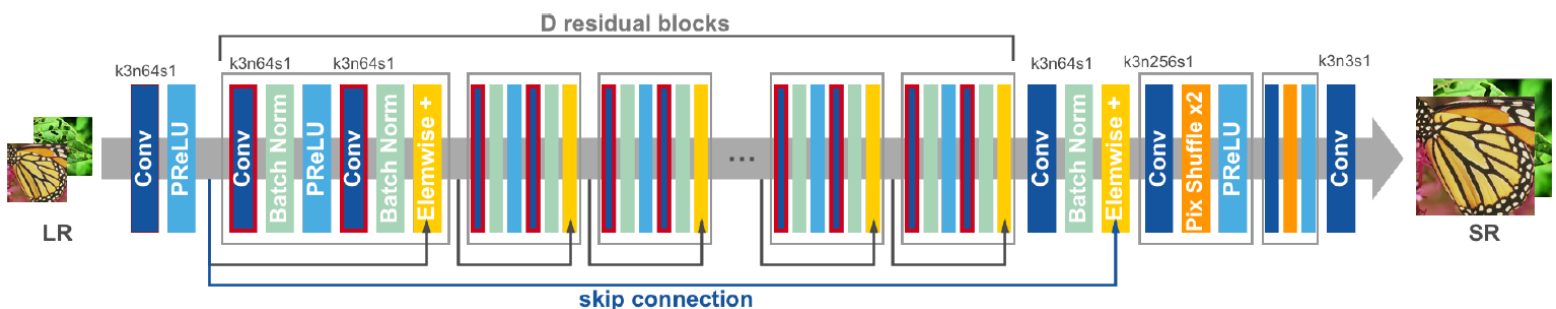 D residual blocks
k3n64s1
k3n64s1
k3n64s1
k3n64s1
k3n256s1
k3n3s1
LR
Conv
PReLU
Conv
Batch Norm
PReLU
Conv
Batch Norm
Elemwise +
...
Conv
Batch Norm
Elemwise +
Conv
Pix Shuffle x2
PReLU
Conv
SR
skip connection